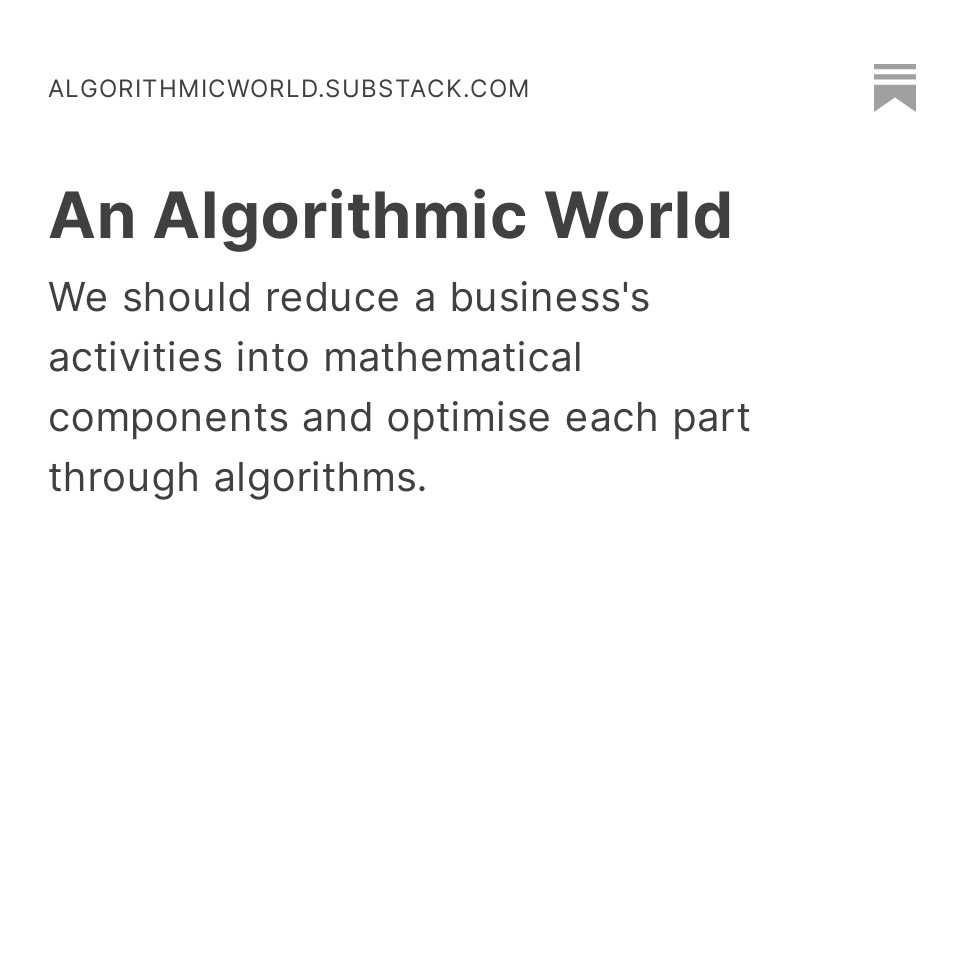 ALGORITHMICWORLD.SUBSTACK.COM
An Algorithmic World
We should reduce a business's
activities into mathematical
components and optimise each part
through algorithms.